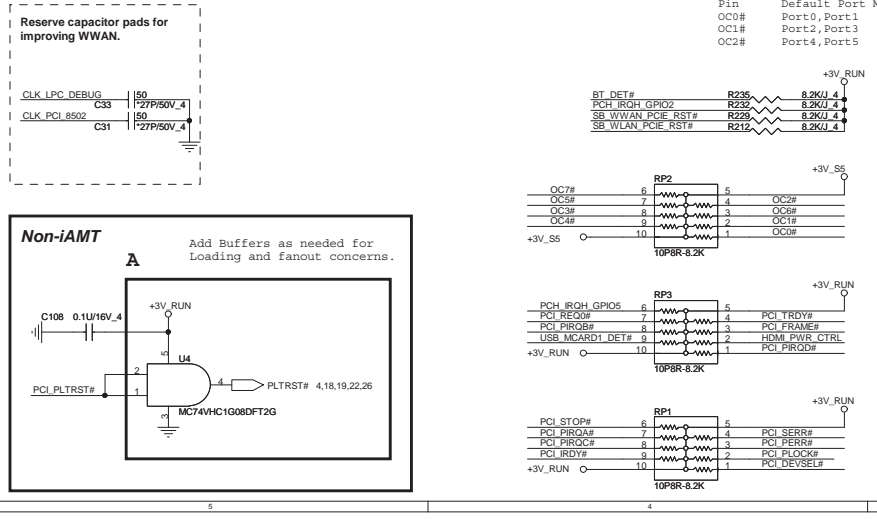 Reserve capacitor pads for
improving WWAN.
CLK_LPC_DEBUG
C33
50
*27P/50V_4
CLK_PCI_8502
C31
50
*27P/50V_4
Non-iAMT
A
Add Buffers as needed for
Loading and fanout concerns.
C108 0.1U/16V_4
+3V_RUN
5
U4
2
1
PCI_PLTRST#
4
PLTRST# 4,18,19,22,26
3
MC74VHC1G08DFT2G
Pin Default Port M
OC0# Port0,Port1
OC1# Port2,Port3
OC2# Port4,Port5
+3V_RUN
BT_DET# R235 8.2K/J_4
PCH_IRQH_GPIO2 R232 8.2K/J_4
SB_WWAN_PCIE_RST# R229 8.2K/J_4
SB_WLAN_PCIE_RST# R212 8.2K/J_4
+3V_S5
RP2
OC7# 6 5
OC5# 7 4 OC2#
OC3# 8 3 OC6#
OC4# 9 2 OC1#
+3V_S5 10 1 OC0#
10P8R-8.2K
+3V_RUN
RP3
PCH_IRQH_GPIO5 6 5
PCI_REQ0# 7 4 PCI_TRDY#
PCI_PIRQB# 8 3 PCI_FRAME#
USB_MCARD1_DET# 9 2 HDMI_PWR_CTRL
+3V_RUN 10 1 PCI_PIRQD#
10P8R-8.2K
+3V_RUN
RP1
PCI_STOP# 6 5
PCI_PIRQA# 7 4 PCI_SERR#
PCI_PIRQC# 8 3 PCI_PERR#
PCI_IRDY# 9 2 PCI_PLOCK#
+3V_RUN 10 1 PCI_DEVSEL#
10P8R-8.2K
5 4